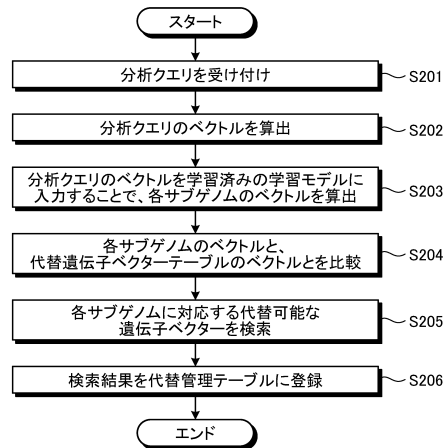 スタート
分析クエリを受け付け
S201
分析クエリのベクトルを算出
S202
分析クエリのベクトルを学習済みの学習モデルに
入力することで、各サブゲノムのベクトルを算出
S203
各サブゲノムのベクトルと、
代替遺伝子ベクターテーブルのベクトルとを比較
S204
各サブゲノムに対応する代替可能な
遺伝子ベクターを検索
S205
検索結果を代替管理テーブルに登録
S206
エンド